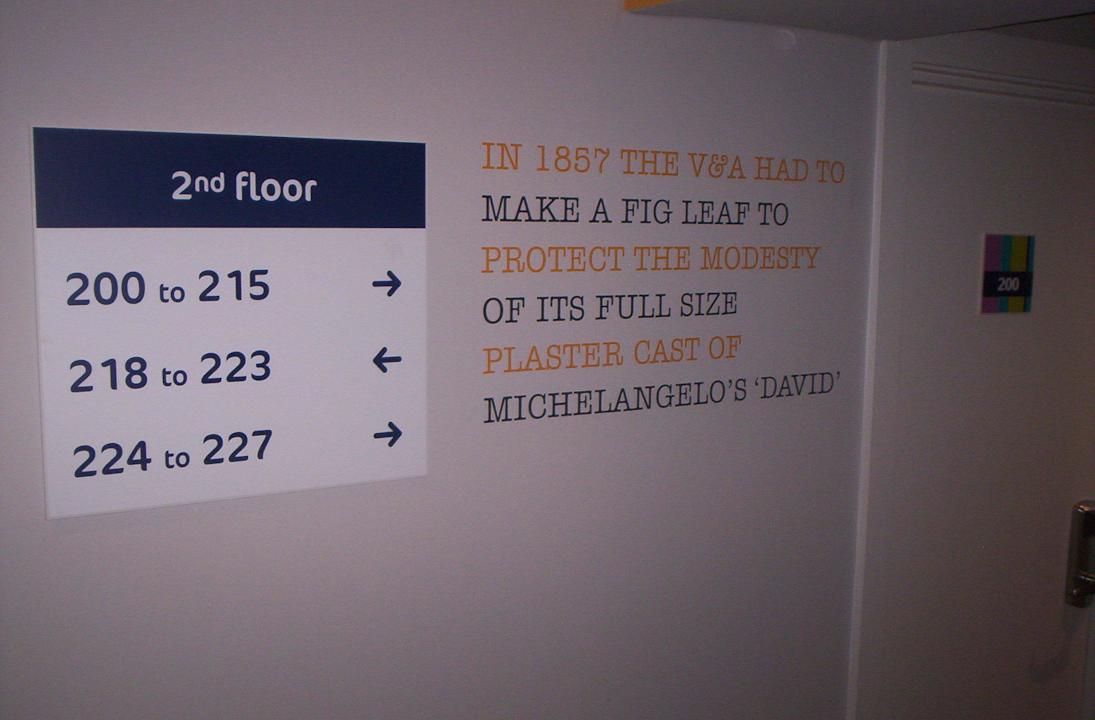 2nd floor
200 to 215 →
218 to 223 ←
224 to 227 →
IN 1857 THE V&A HAD TO
MAKE A FIG LEAF TO
PROTECT THE MODESTY
OF ITS FULL SIZE
PLASTER CAST OF
MICHELANGELO'S 'DAVID'
200